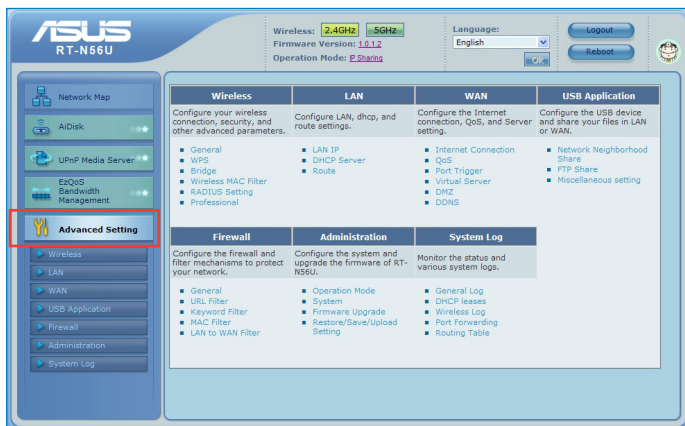 ASUS
RT-N56U
Wireless: 2.4GHz 5GHz
Firmware Version: 1.0.1.2
Operation Mode: IP Sharing
Language:
English
OK
Logout
Reboot
Network Map
AiDisk
UPnP Media Server
EzQoS
Bandwidth
Management
Advanced Setting
Wireless
LAN
WAN
USB Application
Firewall
Administration
System Log
Wireless
Configure your wireless
connection, security, and
other advanced parameters.
General
WPS
Bridge
Wireless MAC Filter
RADIUS Setting
Professional
LAN
Configure LAN, dhcp, and
route settings.
LAN IP
DHCP Server
Route
WAN
Configure the Internet
connection, QoS, and Server
setting.
Internet Connection
QoS
Port Trigger
Virtual Server
DMZ
DDNS
USB Application
Configure the USB device
and share your files in LAN
or WAN.
Network Neighborhood
Share
FTP Share
Miscellaneous setting
Firewall
Configure the firewall and
filter mechanisms to protect
your network.
General
URL Filter
Keyword Filter
MAC Filter
LAN to WAN Filter
Administration
Configure the system and
upgrade the firmware of RT-
N56U.
Operation Mode
System
Firmware Upgrade
Restore/Save/Upload
Setting
System Log
Monitor the status and
various system logs.
General Log
DHCP leases
Wireless Log
Port Forwarding
Routing Table